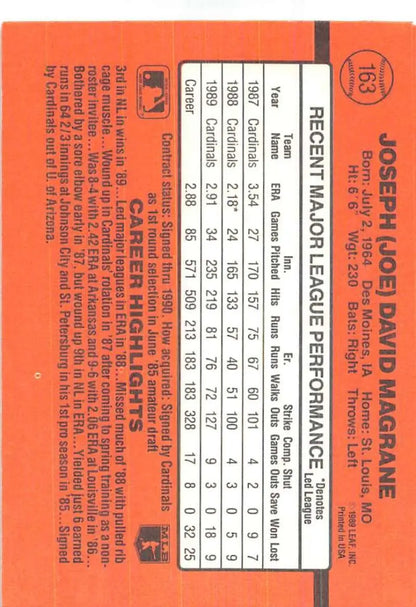 163
JOSEPH (JOE) DAVID MAGRANE
Born: July 2, 1964 Des Moines, IA Home: St. Louis, MO
Ht: 6' 6" Wgt: 230 Bats: Right Throws: Left
© 1989 LEAF, INC.
Printed in USA
RECENT MAJOR LEAGUE PERFORMANCE *Denotes Led League
Team Inn. Er. Strike Comp. Shut
Year Name ERA Games Pitched Hits Runs Runs Walks Outs Games Outs Save Won Lost
1987 Cardinals 3.54 27 170 157 75 67 60 101 4 2 0 9 7
1988 Cardinals 2.18* 24 165 133 57 40 51 100 4 3 0 5 9
1989 Cardinals 2.91 34 235 219 81 76 72 127 9 3 0 18 9
Career 2.88 85 571 509 213 183 183 328 17 8 0 32 25
Contract status: Signed thru 1990. How acquired: Signed by Cardinals
as 1st round selection in June '85 amateur draft
CAREER HIGHLIGHTS
MLB
3rd in NL in wins in '89... Led major leagues in ERA in '88... Missed much of '88 with pulled rib
cage muscle... Wound up in Cardinals' rotation in '87 after coming to spring training as a non-
roster invitee... Was 8-4 with 2.42 ERA at Arkansas and 9-6 with 2.06 ERA at Louisville in '86...
Bothered by a sore elbow early in '87, but wound up 9th in NL in ERA... Yielded just 6 earned
runs in 64 2/3 innings at Johnson City and St. Petersburg in his 1st pro season in '85... Signed
by Cardinals out of U. of Arizona.